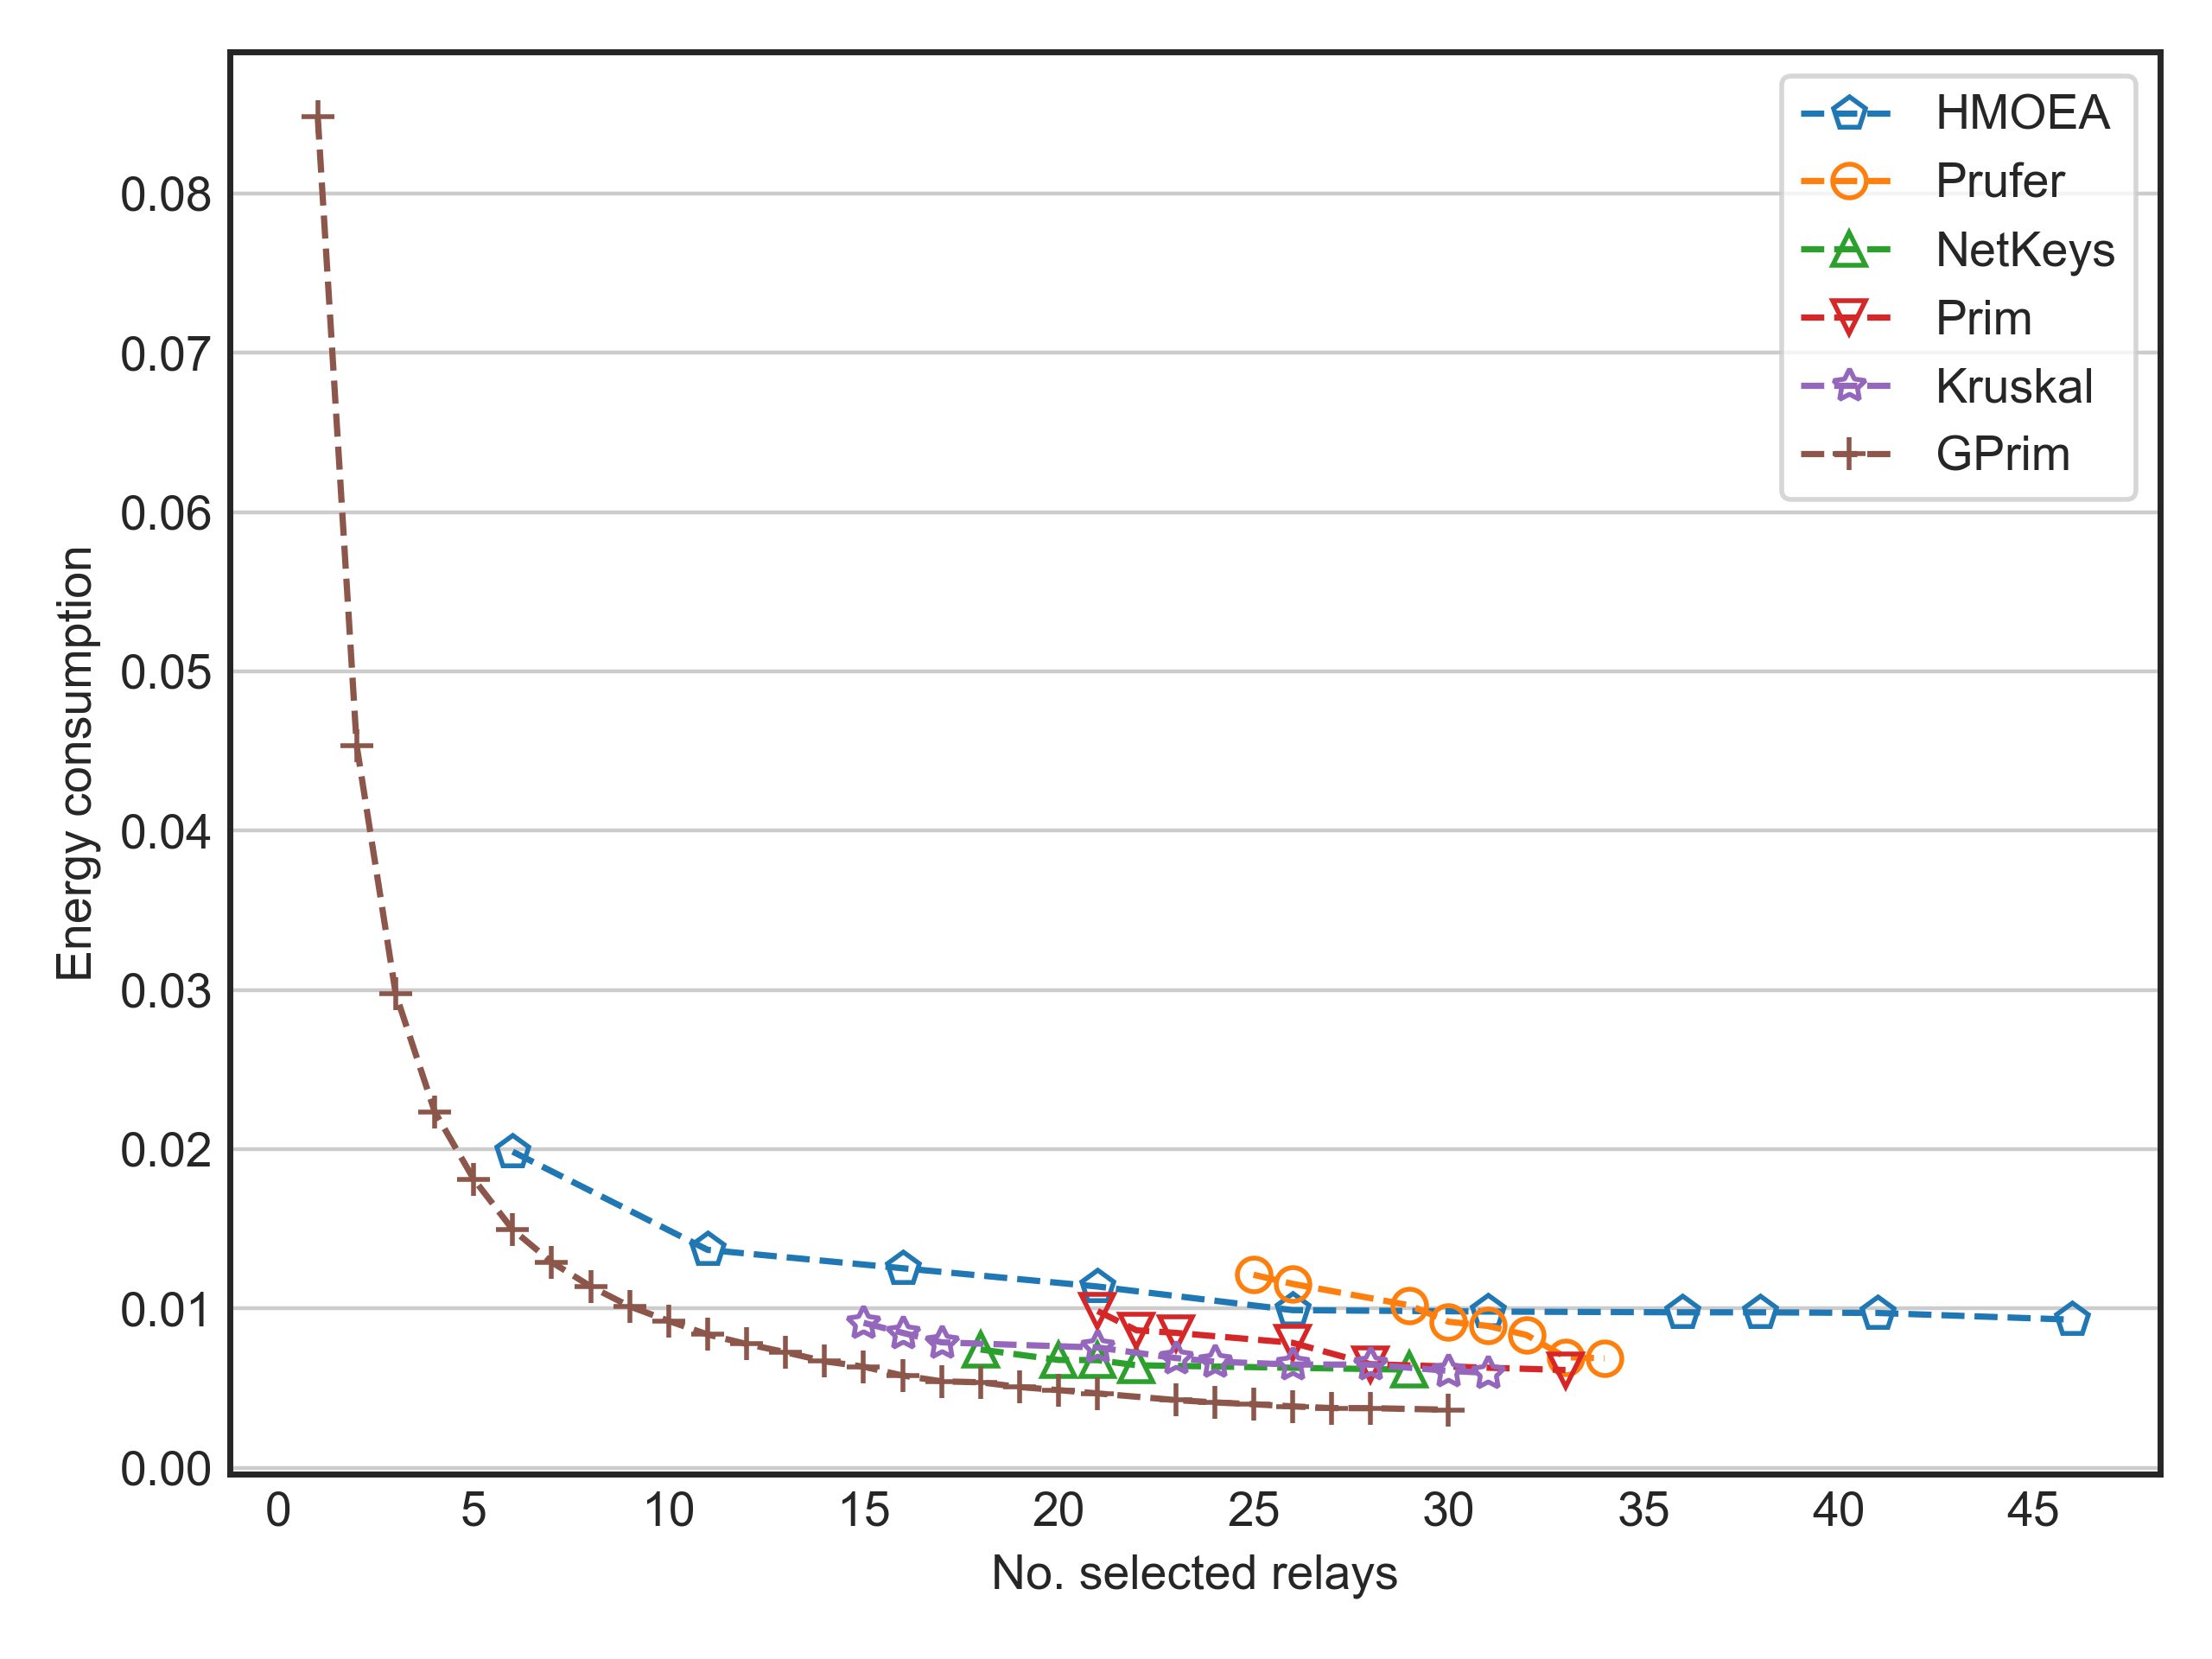 Energy consumption
0.08
0.07
0.06
0.05
0.04
0.03
0.02
0.01
0.00
0 5 10 15 20 25 30 35 40 45
No. selected relays
HMOEA
Prufer
NetKeys
Prim
Kruskal
GPrim